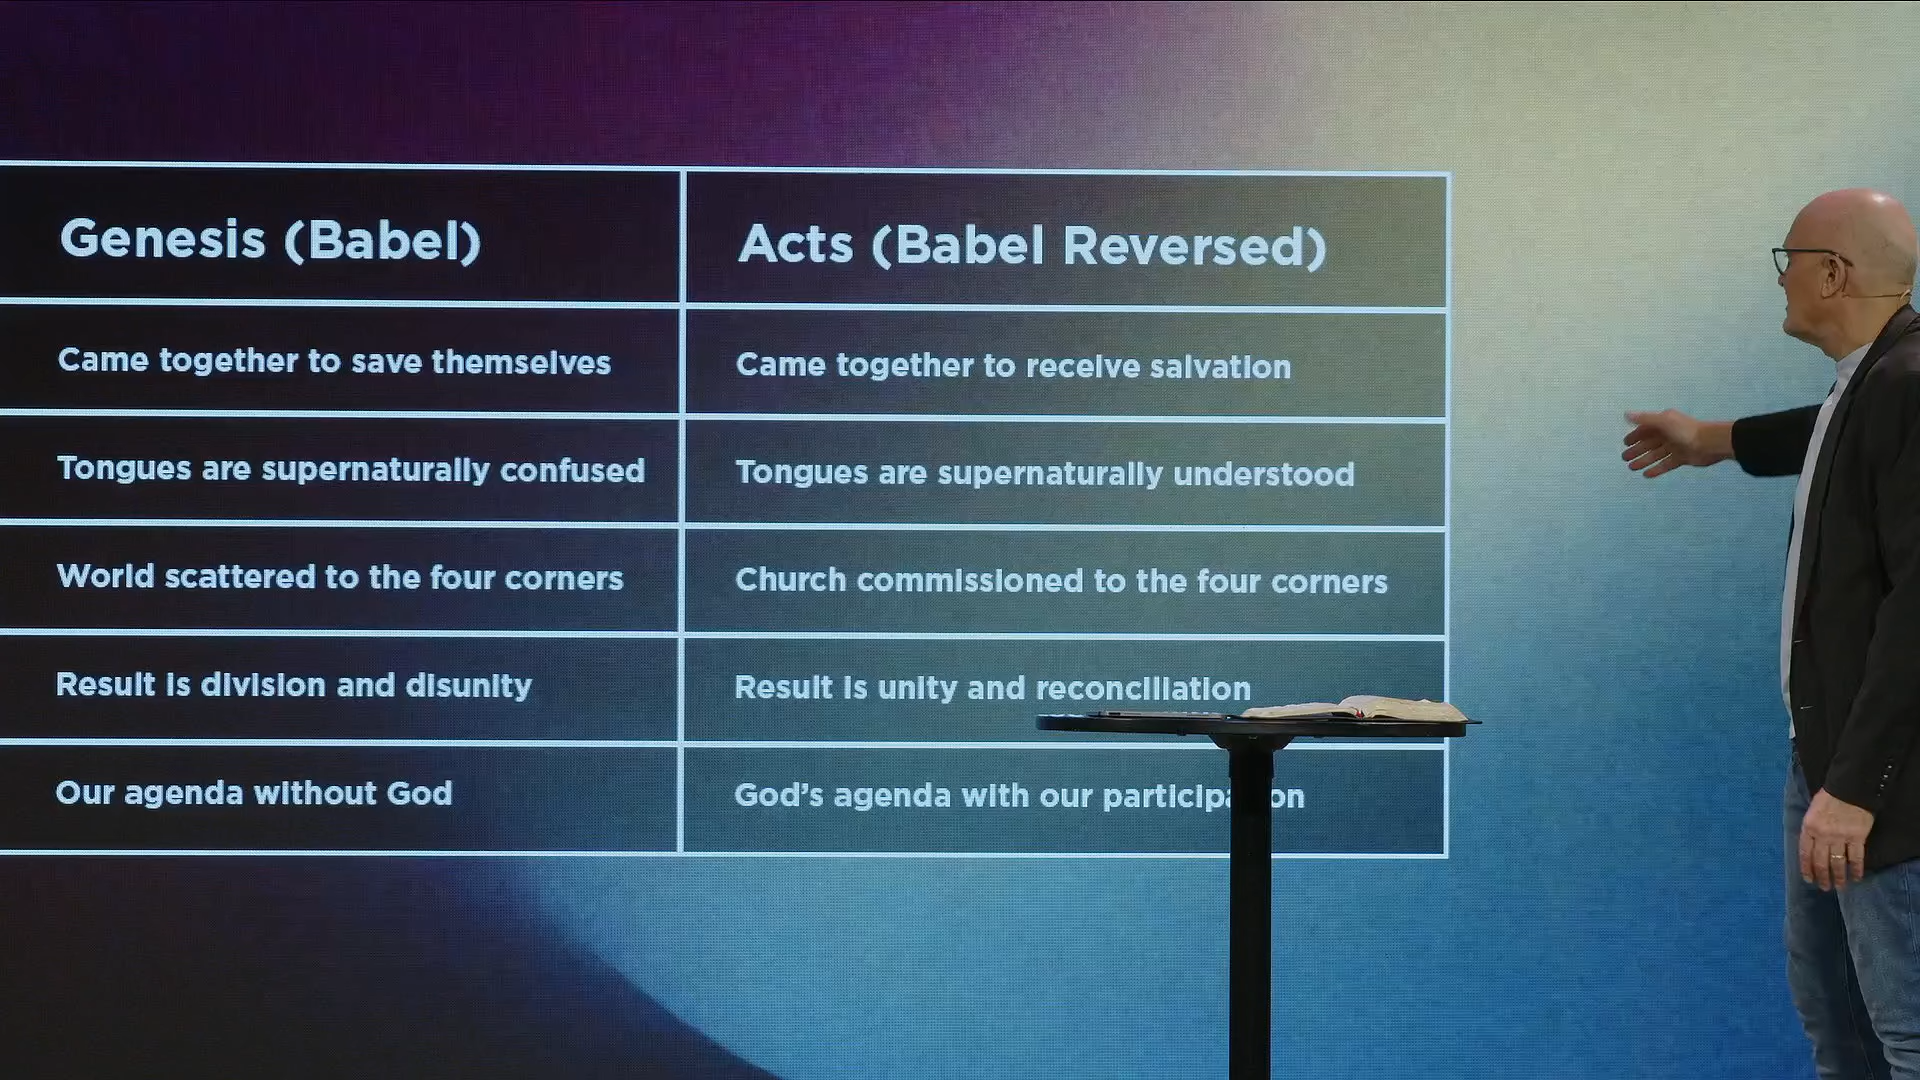 Genesis (Babel)
Acts (Babel Reversed)
Came together to save themselves
Came together to receive salvation
Tongues are supernaturally confused
Tongues are supernaturally understood
World scattered to the four corners
Church commissioned to the four corners
Result is division and disunity
Result is unity and reconciliation
Our agenda without God
God's agenda with our participation